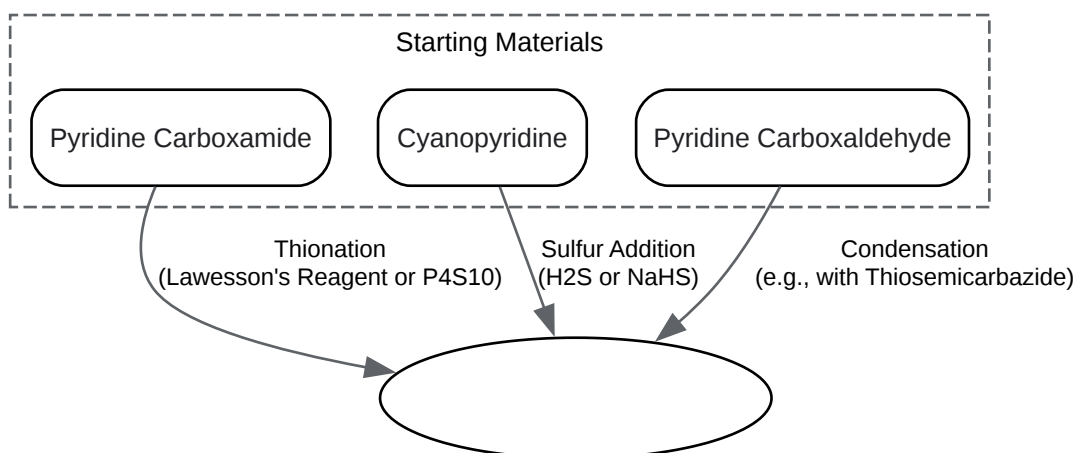 Starting Materials
Pyridine Carboxamide
Cyanopyridine
Pyridine Carboxaldehyde
Thionation
(Lawesson's Reagent or P4S10)
Sulfur Addition
(H2S or NaHS)
Condensation
(e.g., with Thiosemicarbazide)